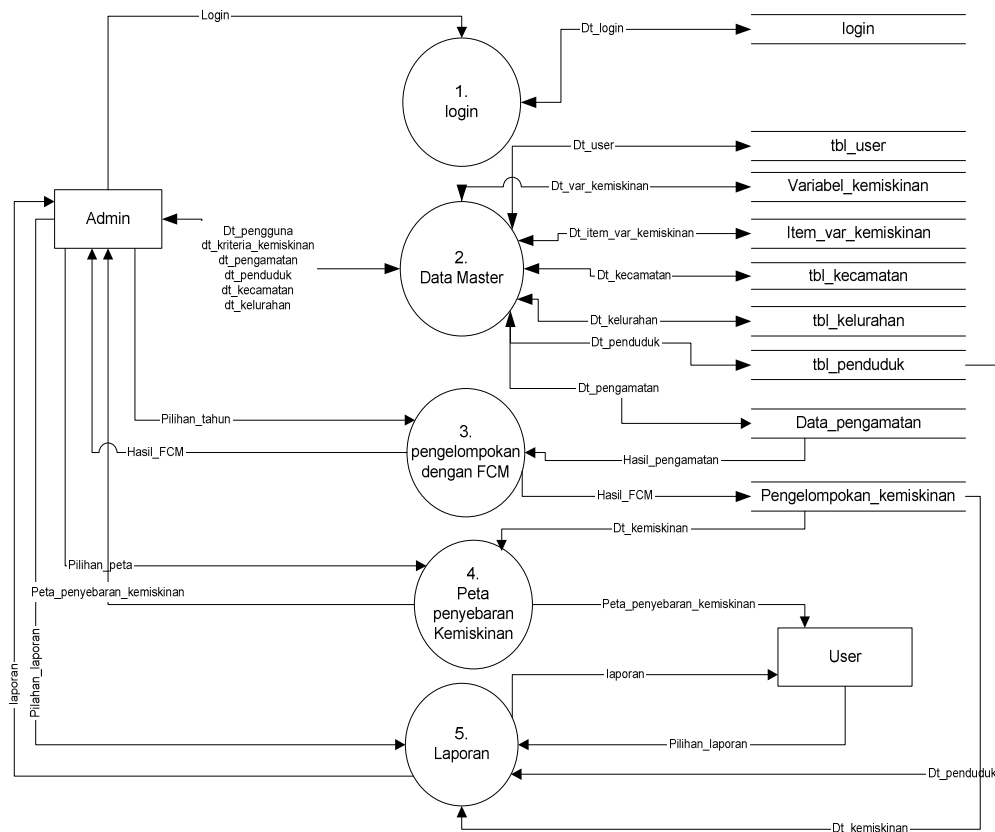 Login
Dt_login
login
1.
login
Dt_user
tbl_user
Dt_var_kemiskinan
Variabel_kemiskinan
Admin
Dt_pengguna
dt_kriteria_kemiskinan
dt_pengamatan
dt_penduduk
dt_kecamatan
dt_kelurahan
2.
Data Master
Dt_item_var_kemiskinan
Item_var_kemiskinan
Dt_kecamatan
tbl_kecamatan
Dt_kelurahan
tbl_kelurahan
Dt_penduduk
tbl_penduduk
Dt_pengamatan
Data_pengamatan
Pilihan_tahun
Hasil_FCM
3.
pengelompokan
dengan FCM
Hasil_pengamatan
Hasil_FCM
Pengelompokan_kemiskinan
Dt_kemiskinan
Pilihan_peta
Peta_penyebaran_kemiskinan
4.
Peta
penyebaran
Kemiskinan
Peta_penyebaran_kemiskinan
User
laporan
Pilahan_laporan
laporan
5.
Laporan
Pilihan_laporan
Dt_penduduk
Dt_kemiskinan